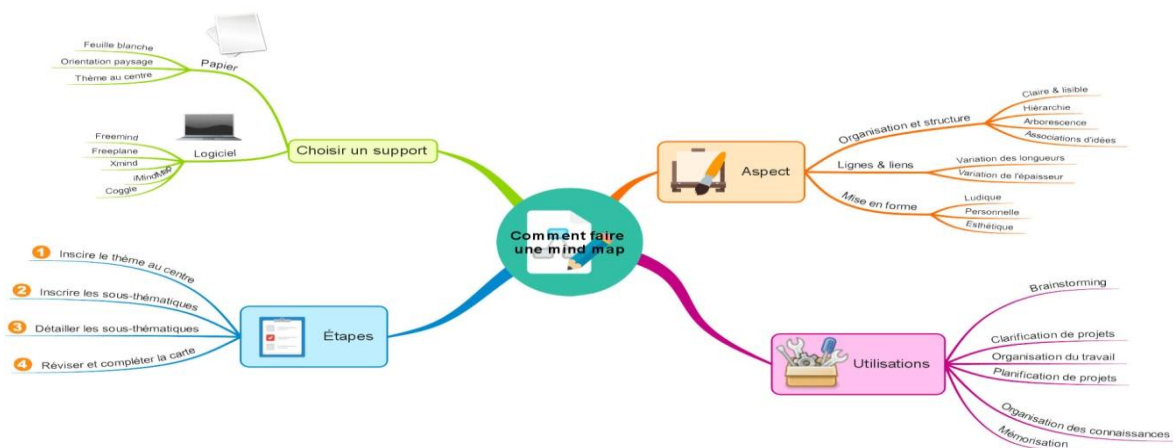 Comment faire
une mind map
Choisir un support
Papier
Feuille blanche
Orientation paysage
Thème au centre
Logiciel
Freemind
Freeplane
Xmind
iMindMap
Coggle
Étapes
1 Inscire le thème au centre
2 Inscrire les sous-thématiques
3 Détailler les sous-thématiques
4 Réviser et compléter la carte
Aspect
Organisation et structure
Claire & lisible
Hiérarchie
Arborescence
Associations d'idées
Lignes & liens
Variation des longueurs
Variation de l'épaisseur
Mise en forme
Ludique
Personnelle
Esthétique
Utilisations
Brainstorming
Clarification de projets
Organisation du travail
Planification de projets
Organisation des connaissances
Mémorisation